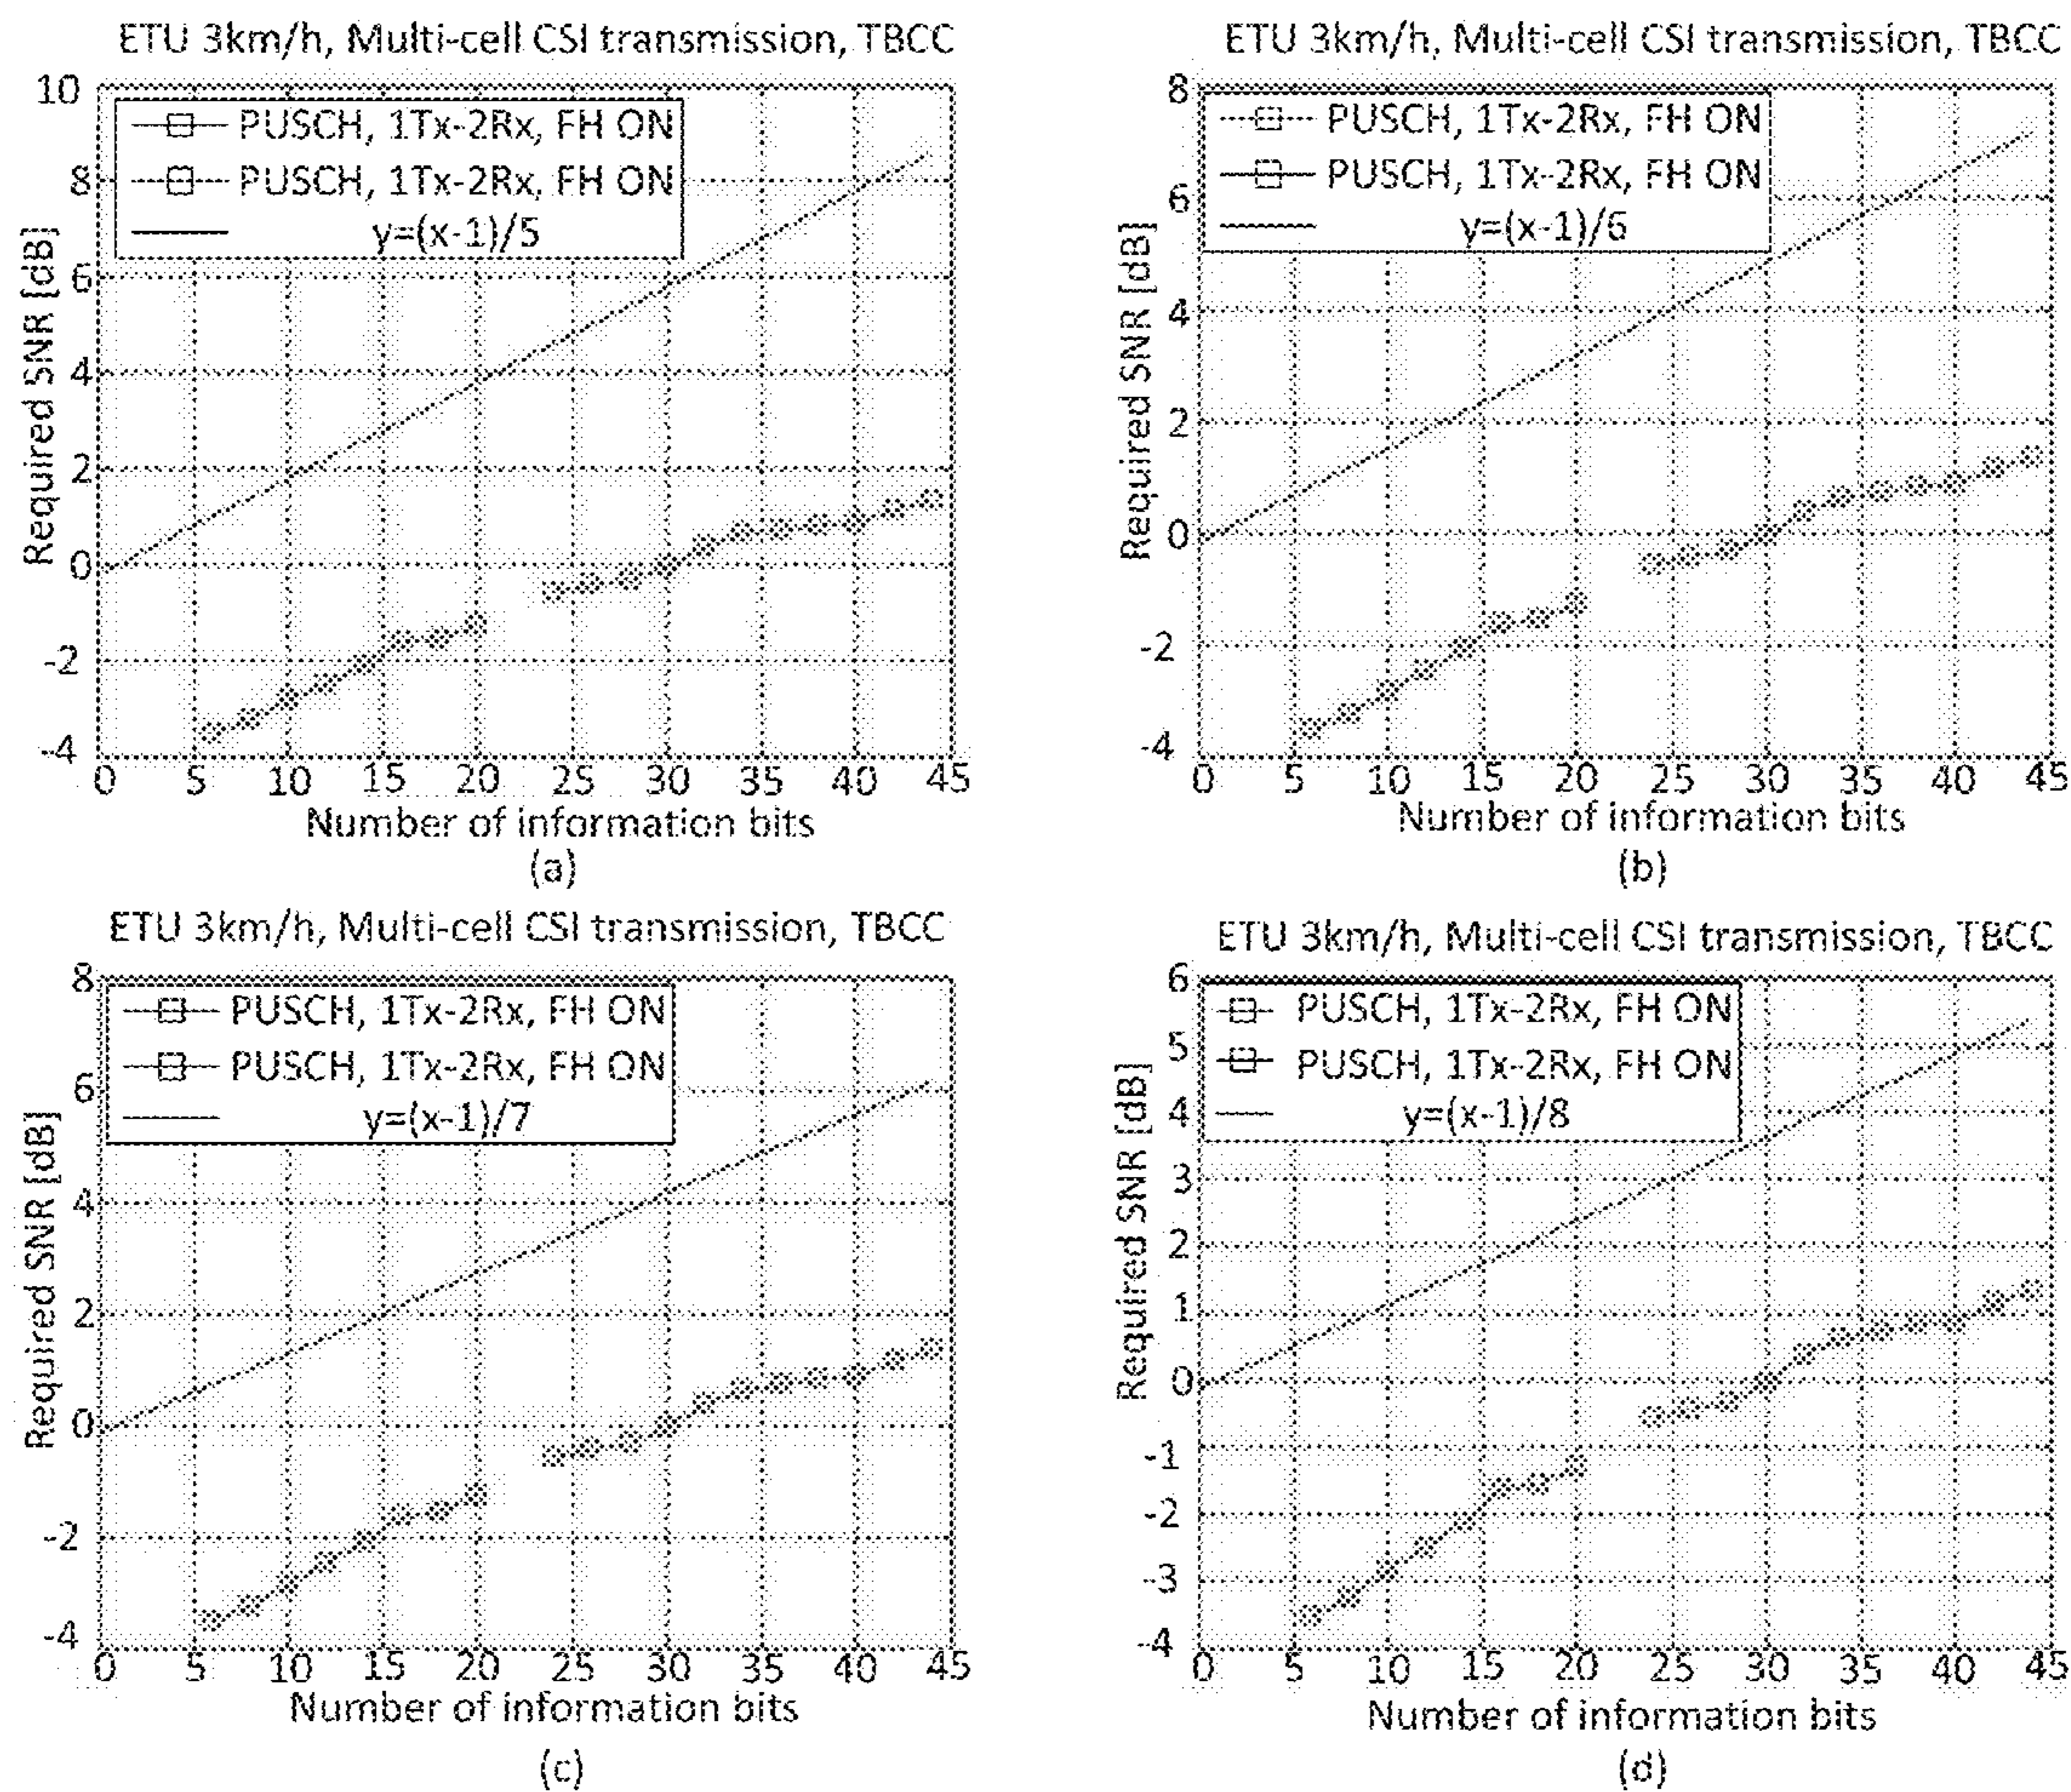 ETU 3km/h, Multi-cell CSI transmission, TBCC
10
8
6
4
2
0
-2
-4
Required SNR [dB]
PUSCH, 1Tx-2Rx, FH ON
PUSCH, 1Tx-2Rx, FH ON
y=(x-1)/5
0 5 10 15 20 25 30 35 40 45
Number of information bits
(a)
ETU 3km/h, Multi-cell CSI transmission, TBCC
8
6
4
2
0
-2
-4
Required SNR [dB]
PUSCH, 1Tx-2Rx, FH ON
PUSCH, 1Tx-2Rx, FH ON
y=(x-1)/6
0 5 10 15 20 25 30 35 40 45
Number of information bits
(b)
ETU 3km/h, Multi-cell CSI transmission, TBCC
8
6
4
2
0
-2
-4
Required SNR [dB]
PUSCH, 1Tx-2Rx, FH ON
PUSCH, 1Tx-2Rx, FH ON
y=(x-1)/7
0 5 10 15 20 25 30 35 40 45
Number of information bits
(c)
ETU 3km/h, Multi-cell CSI transmission, TBCC
6
5
4
3
2
1
0
-1
-2
-3
-4
Required SNR [dB]
PUSCH, 1Tx-2Rx, FH ON
PUSCH, 1Tx-2Rx, FH ON
y=(x-1)/8
0 5 10 15 20 25 30 35 40 45
Number of information bits
(d)